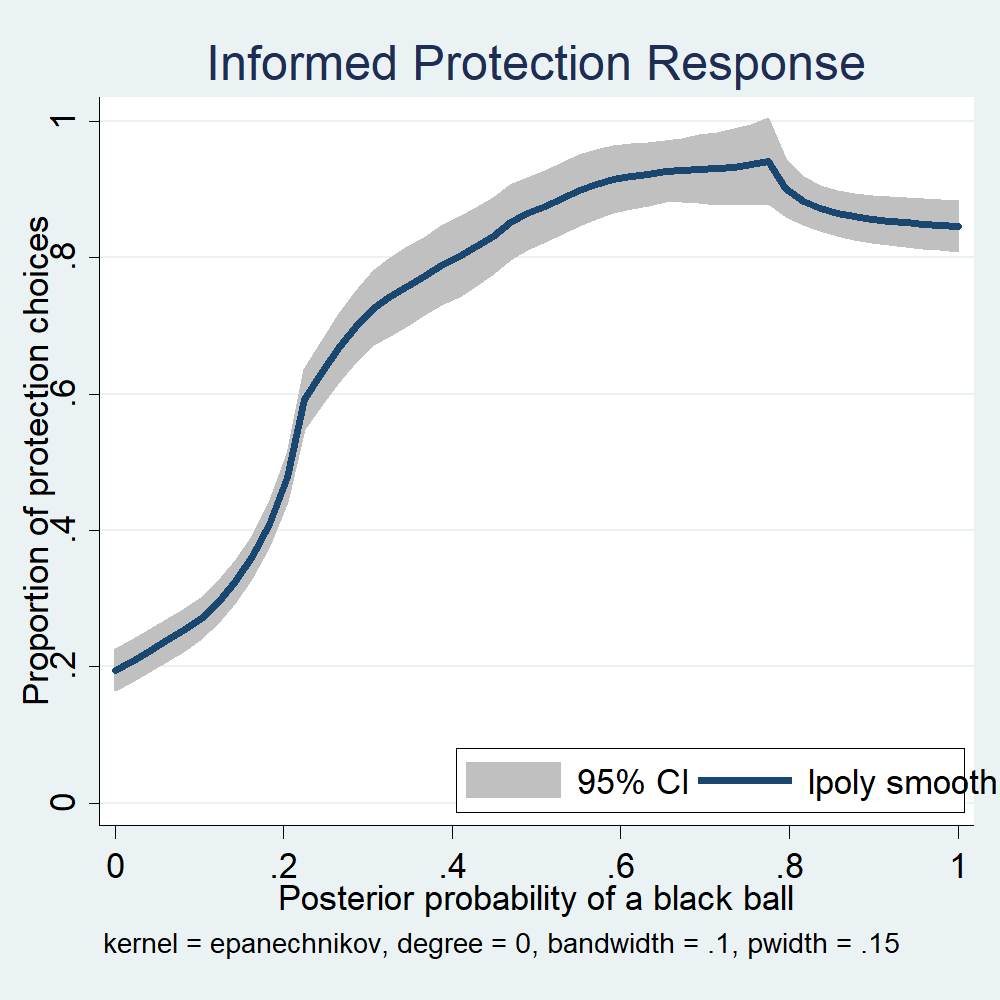 Informed Protection Response
Proportion of protection choices
1
.8
.6
.4
.2
0
95% CI
lpoly smooth
0 .2 .4 .6 .8 1
Posterior probability of a black ball
kernel = epanechnikov, degree = 0, bandwidth = .1, pwidth = .15